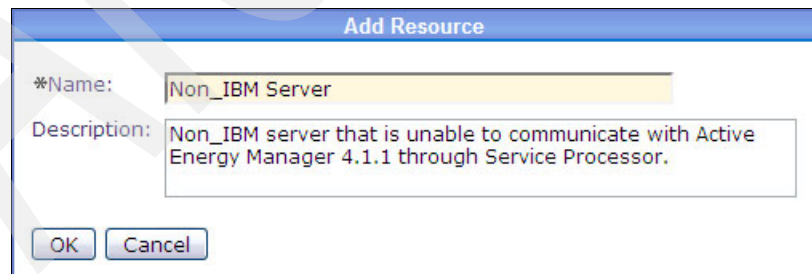 Add Resource
*Name:
Non_IBM Server
Description:
Non_IBM server that is unable to communicate with Active
Energy Manager 4.1.1 through Service Processor.
OK Cancel